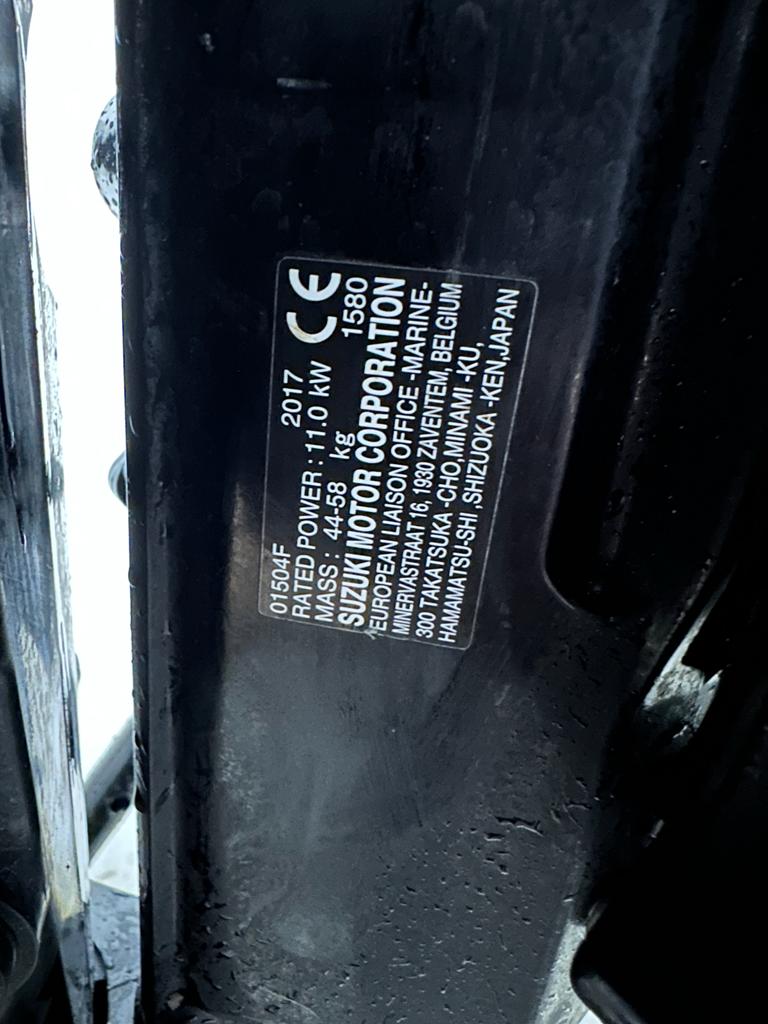 01504F 2017 CE
RATED POWER : 11.0 kW
MASS : 44-58 kg 1580
SUZUKI MOTOR CORPORATION
EUROPEAN LIAISON OFFICE -MARINE-
MINERVASTRAAT 16, 1930 ZAVENTEM, BELGIUM
300 TAKATSUKA -CHO,MINAMI -KU,
HAMAMATSU-SHI ,SHIZUOKA -KEN,JAPAN